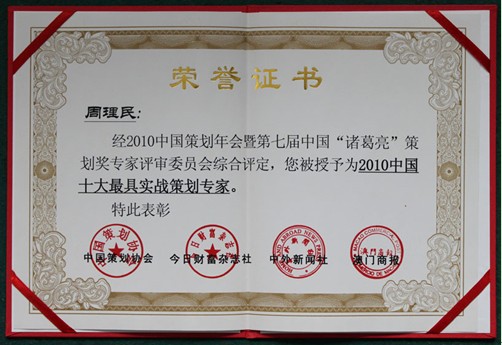 荣誉证书
周理民:
经2010中国策划年会暨第七届中国“诸葛亮”策
划奖专家评审委员会综合评定,您被授予为2010中国
十大最具实战策划专家。
特此表彰
中国策划协会 今日财富杂志社 中外新闻社 澳门商报